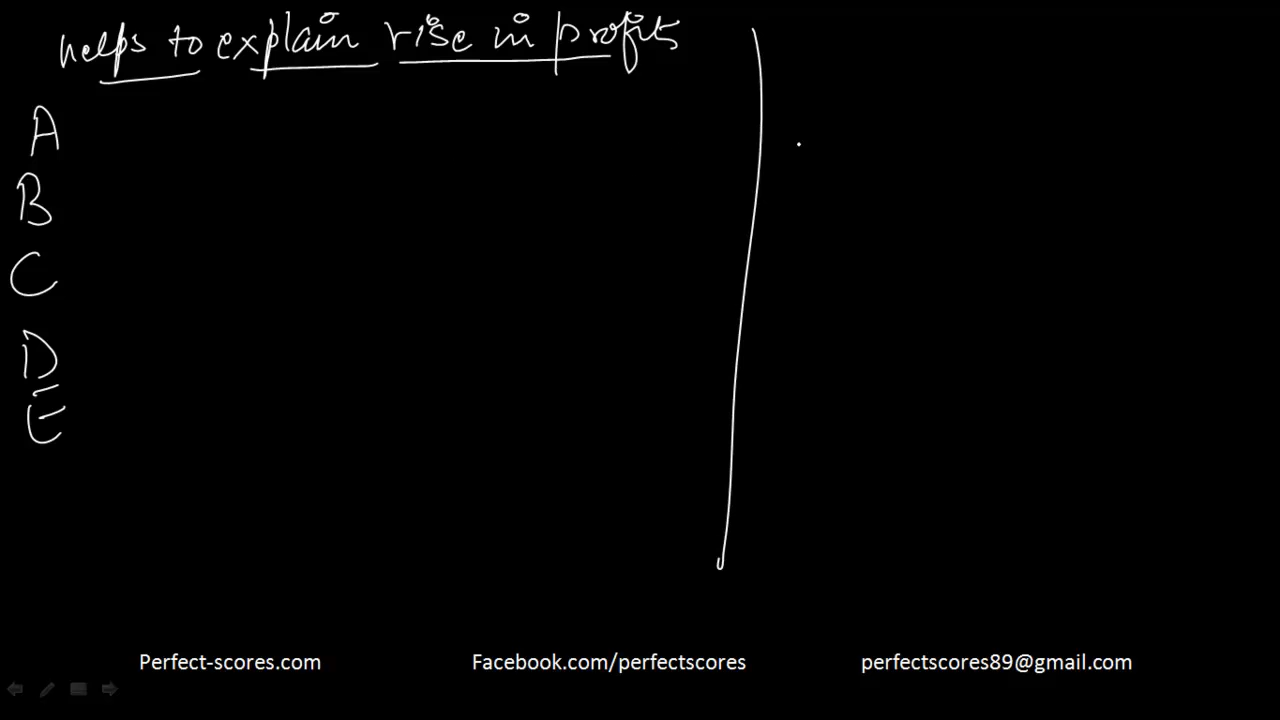 helps to explain rise in profits
A
B
C
D
E
Perfect-scores.com
Facebook.com/perfectscores
perfectscores89@gmail.com